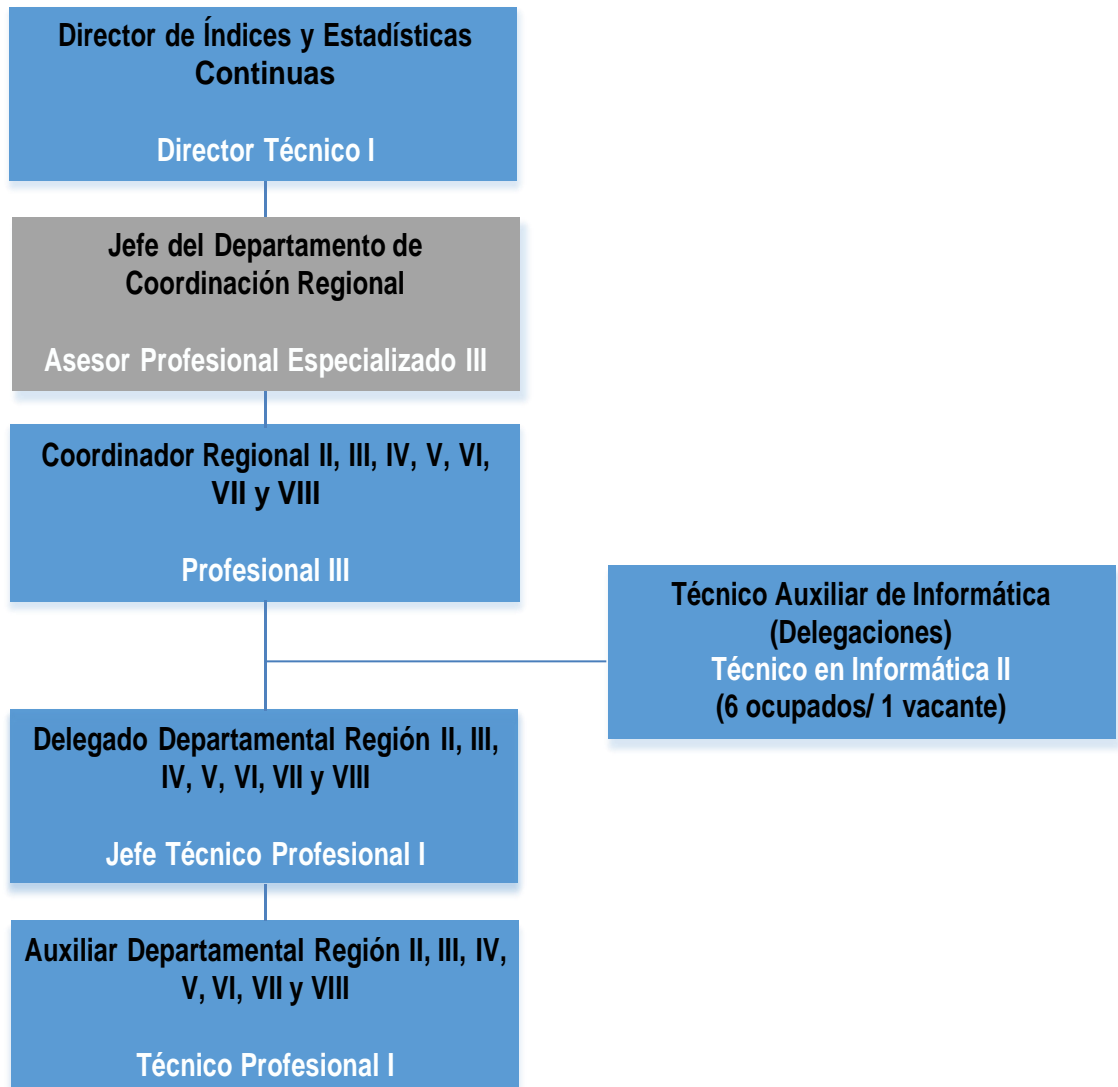 Director de Índices y Estadísticas
Continuas
Director Técnico I
Jefe del Departamento de
Coordinación Regional
Asesor Profesional Especializado III
Coordinador Regional II, III, IV, V, VI,
VII y VIII
Profesional III
Técnico Auxiliar de Informática
(Delegaciones)
Técnico en Informática II
(6 ocupados/ 1 vacante)
Delegado Departamental Región II, III,
IV, V, VI, VII y VIII
Jefe Técnico Profesional I
Auxiliar Departamental Región II, III, IV,
V, VI, VII y VIII
Técnico Profesional I